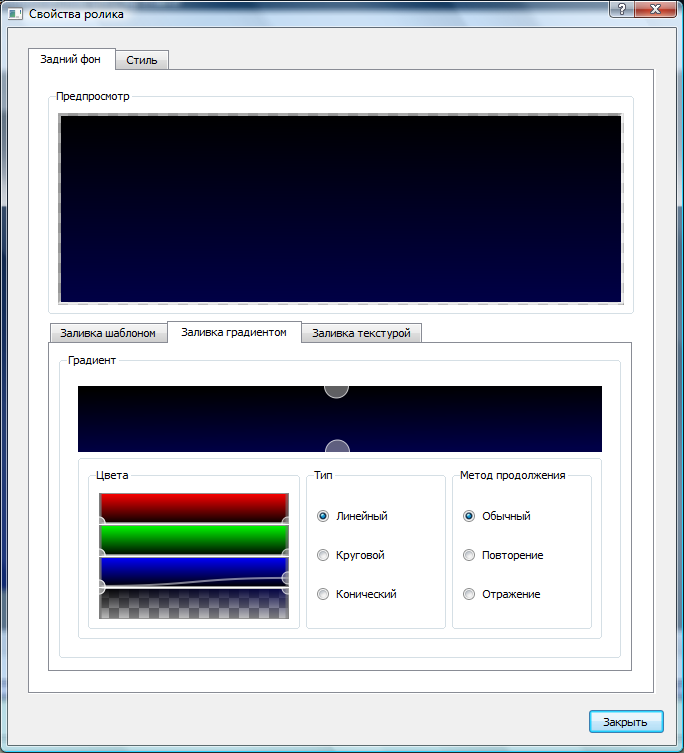 Свойства ролика
Задний фон
Стиль
Предпросмотр
Заливка шаблоном
Заливка градиентом
Заливка текстурой
Градиент
Цвета
Тип
Линейный
Круговой
Конический
Метод продолжения
Обычный
Повторение
Отражение
Закрыть